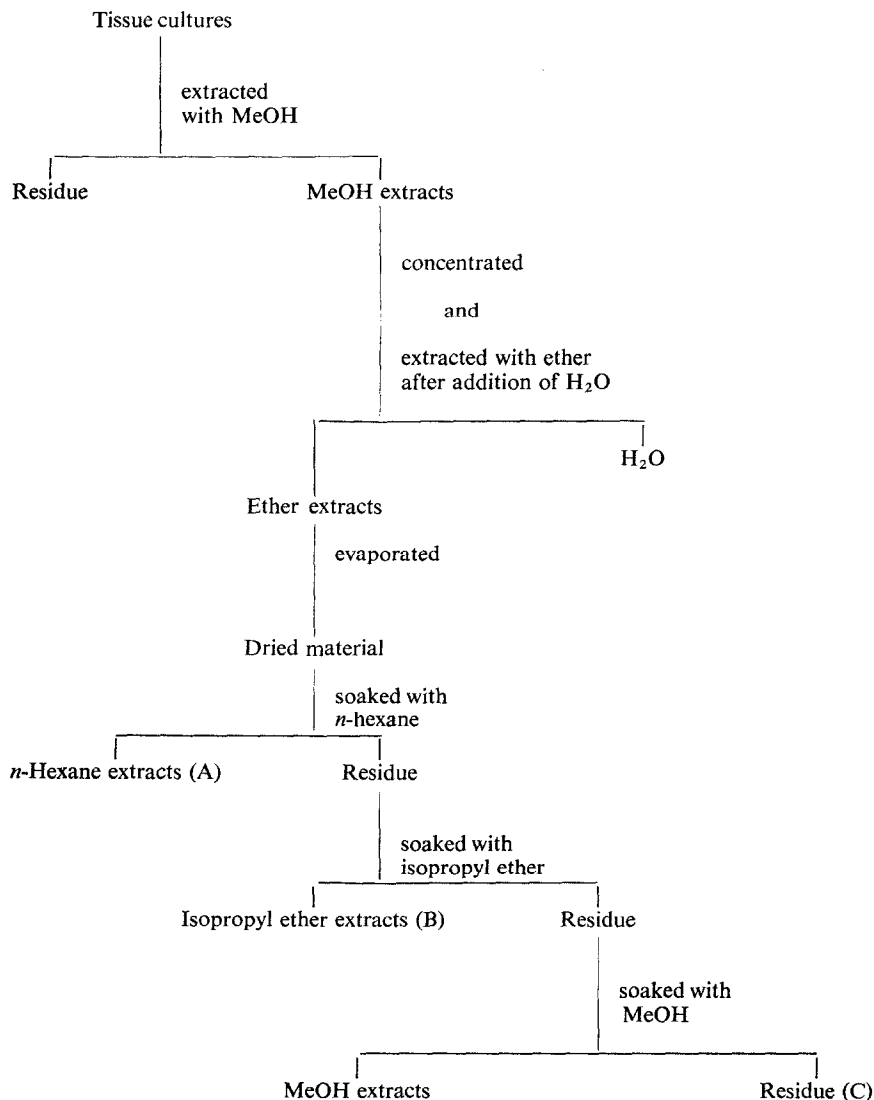 Tissue cultures
extracted
with MeOH
Residue
MeOH extracts
concentrated
and
extracted with ether
after addition of H₂O
H₂O
Ether extracts
evaporated
Dried material
soaked with
n-hexane
n-Hexane extracts (A)
Residue
soaked with
isopropyl ether
Isopropyl ether extracts (B)
Residue
soaked with
MeOH
MeOH extracts
Residue (C)